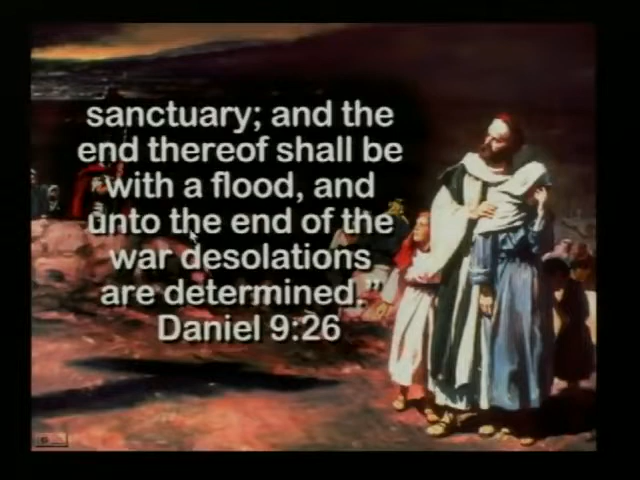 sanctuary; and the
end thereof shall be
with a flood, and
unto the end of the
war desolations
are determined."
Daniel 9:26